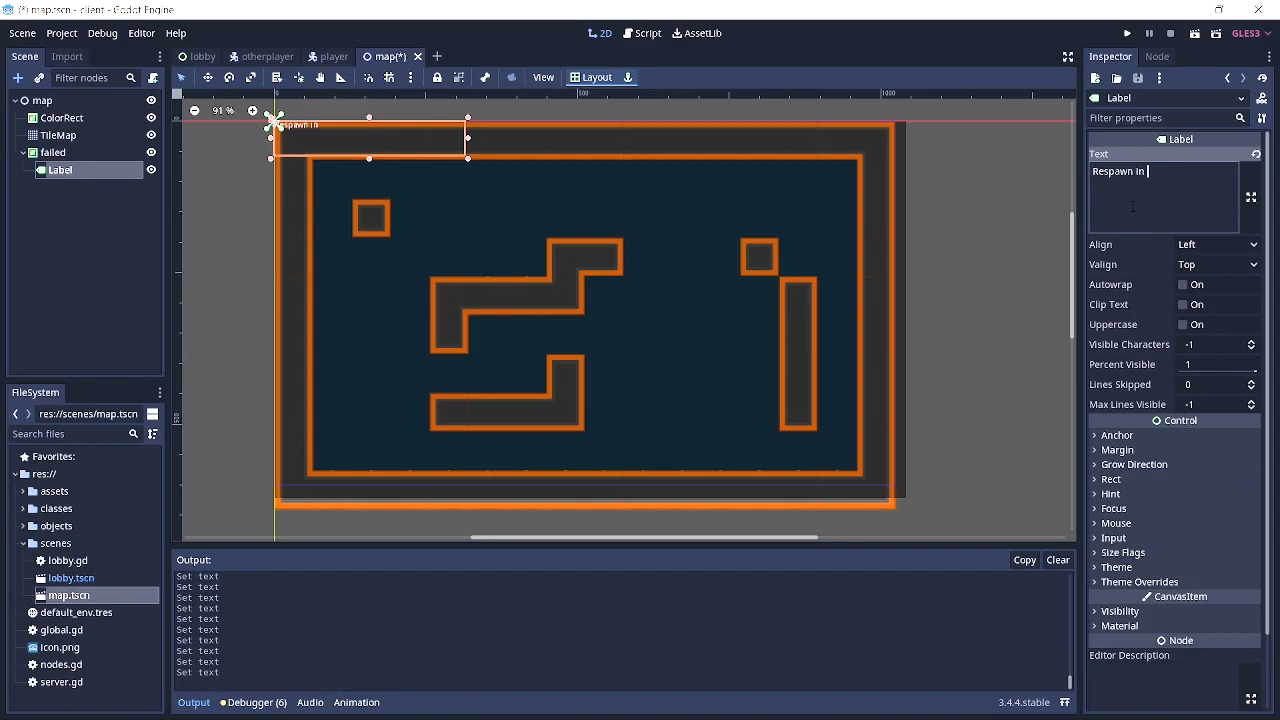 (*) map.tscn - client - Godot Engine
Scene Project Debug Editor Help
2D Script AssetLib
GLES3
Scene Import
lobby otherplayer player map(*)
Inspector Node
Filter nodes
View Layout
map
ColorRect
TileMap
failed
Label
91 %
0 500 1000
0
500
Respawn In
Label
Filter properties
Label
Text
Respawn In
Align Left
Valign Top
Autowrap On
Clip Text On
Uppercase On
Visible Characters -1
Percent Visible 1
Lines Skipped 0
Max Lines Visible -1
Control
Anchor
Margin
Grow Direction
Rect
Hint
Focus
Mouse
Input
Size Flags
Theme
Theme Overrides
CanvasItem
Visibility
Material
Node
Editor Description
FileSystem
res://scenes/map.tscn
Search files
Favorites:
res://
assets
classes
objects
scenes
lobby.gd
lobby.tscn
map.tscn
default_env.tres
global.gd
icon.png
nodes.gd
server.gd
Output:
Copy Clear
Set text
Set text
Set text
Set text
Set text
Set text
Set text
Set text
Set text
Set text
Output Debugger (6) Audio Animation
3.4.4.stable